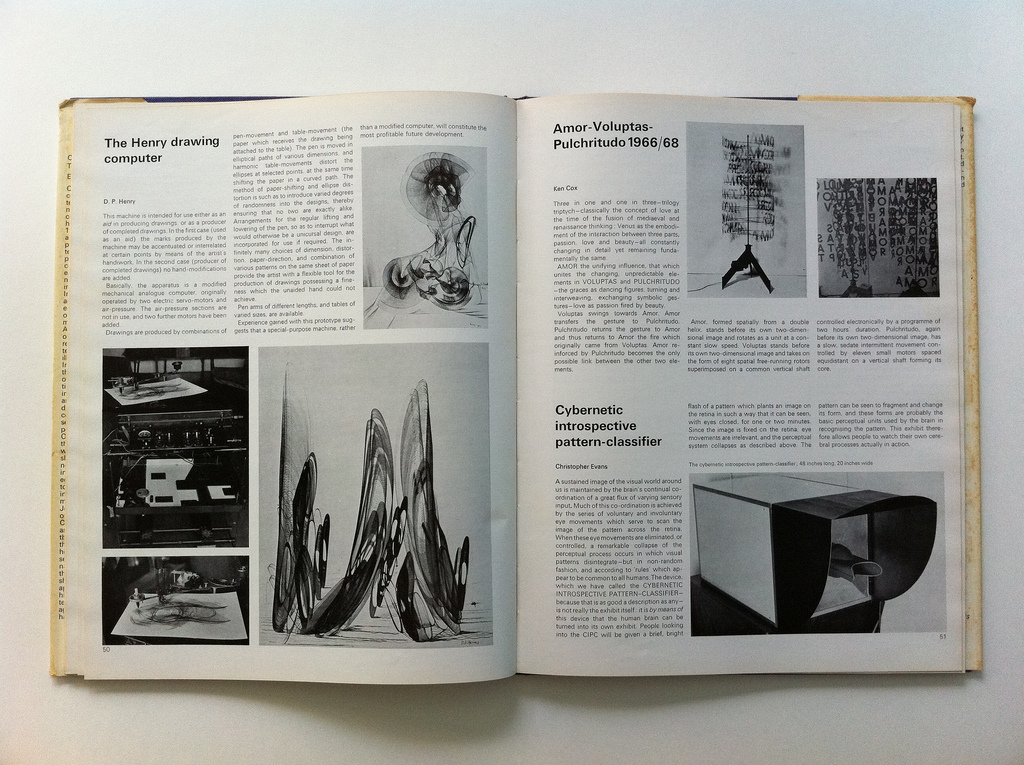 The Henry drawing
computer
D. P. Henry
This machine is intended for use either as an
aid in producing drawings, or as a producer
of completed drawings. In the first case (used
as an aid) the marks produced by the
machine may be accentuated or interrelated
at certain points by means of the artist's
handwork. In the second case (producer of
completed drawings) no hand-modifications
are added.
Basically, the apparatus is a modified
mechanical analogue computer, originally
operated by two electric servo-motors and
air-pressure. The air-pressure sections are
not in use, and two further motors have been
added.
Drawings are produced by combinations of
pen-movement and table-movement (the
paper which receives the drawing being
attached to the table). The pen is moved in
elliptical paths of various dimensions, and
harmonic table-movements distort the
ellipses at selected points, at the same time
shifting the paper in a curved path. The
method of paper-shifting and ellipse dis-
tortion is such as to introduce varied degrees
of randomness into the designs, thereby
ensuring that no two are exactly alike.
Arrangements for the regular lifting and
lowering of the pen, so as to interrupt what
would otherwise be a unicursal design, are
incorporated for use if required. The in-
finitely many choices of dimension, distor-
tion, paper-direction, and combination of
various patterns on the same sheet of paper
provide the artist with a flexible tool for the
production of drawings possessing a fine-
ness which the unaided hand could not
achieve.
Pen arms of different lengths, and tables of
varied sizes, are available.
Experience gained with this prototype sug-
gests that a special-purpose machine, rather
than a modified computer, will constitute the
most profitable future development.
50
Amor-Voluptas-
Pulchritudo 1966/68
Ken Cox
Three in one and one in three—trilogy
triptych—classically the concept of love at
the time of the fusion of mediaeval and
renaissance thinking: Venus as the embodi-
ment of the interaction between three parts,
passion, love and beauty—all constantly
changing in detail yet remaining funda-
mentally the same.
AMOR the unifying influence, that which
unites the changing, unpredictable ele-
ments in VOLUPTAS and PULCHRITUDO
—the graces as dancing figures, forming and
interweaving, exchanging symbolic ges-
tures—love as passion fired by beauty.
Voluptas swings towards Amor. Amor
transfers the gesture to Pulchritudo.
Pulchritudo returns the gesture to Amor
and thus returns to Amor the fire which
originally came from Voluptas. Amor re-
inforced by Pulchritudo becomes the only
possible link between the other two ele-
ments.
Amor, formed spatially from a double
helix, stands before its own two-dimen-
sional image and rotates as a unit at a con-
stant slow speed. Voluptas stands before
its own two-dimensional image and takes on
the form of eight spatial free-running rotors
superimposed on a common vertical shaft
controlled electronically by a programme of
two hours' duration. Pulchritudo, again
before its own two-dimensional image, has
a slow, sedate intermittent movement con-
trolled by eleven small motors spaced
equidistant on a vertical shaft forming its
core.
Cybernetic
introspective
pattern-classifier
Christopher Evans
A sustained image of the visual world around
us is maintained by the brain's continual co-
ordination of a great flux of varying sensory
input. Much of this co-ordination is achieved
by the series of voluntary and involuntary
eye movements which serve to scan the
image of the pattern across the retina.
When these eye movements are eliminated, or
controlled, a remarkable collapse of the
perceptual process occurs in which visual
patterns disintegrate—but in non-random
fashion, and according to 'rules' which ap-
pear to be common to all humans. The device,
which we have called the CYBERNETIC
INTROSPECTIVE PATTERN-CLASSIFIER—
because that is as good a description as any—
is not really the exhibit itself: it is by means of
this device that the human brain can be
turned into its own exhibit. People looking
into the CIPC will be given a brief, bright
flash of a pattern which plants an image on
the retina in such a way that it can be seen,
with eyes closed, for one or two minutes.
Since the image is fixed on the retina, eye
movements are irrelevant, and the perceptual
system collapses as described above. The
pattern can be seen to fragment and change
its form, and these forms are probably the
basic perceptual units used by the brain in
recognising the pattern. This exhibit there-
fore allows people to watch their own cere-
bral processes actually in action.
The cybernetic introspective pattern-classifier; 48 inches long, 20 inches wide
51